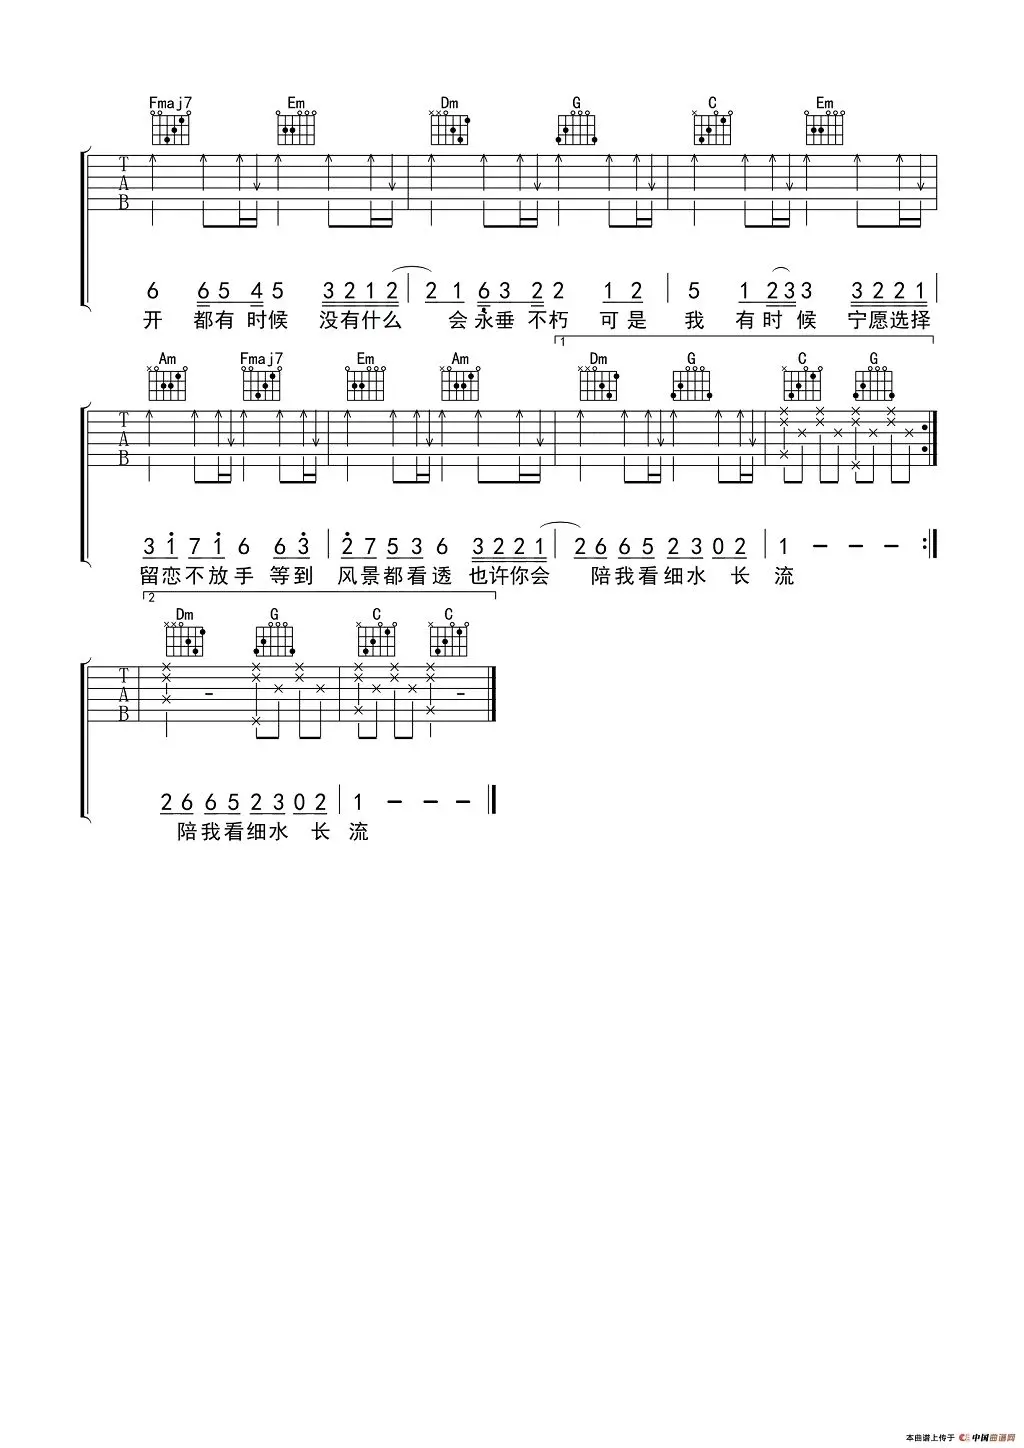 Fmaj7 Em Dm G C Em
T
A
B
6 6 5 4 5 3 2 1 2 2 1 6 3 2 2 1 2 5 1 2 3 3 3 2 2 1
开 都有 时候 没有什么 会 永垂 不朽 可是 我 有时 候 宁愿选择
1
Am Fmaj7 Em Am Dm G C G
T
A
B
3 1 7 1 6 6 3 2 7 5 3 6 3 2 2 1 2 6 6 5 2 3 0 2 1 - - -
留恋不放手 等到 风景都看透 也许你会 陪我看细水 长 流
2
Dm G C C
T
A
B
2 6 6 5 2 3 0 2 1 - - -
陪我看细水 长 流
本曲谱上传于 中国曲谱网